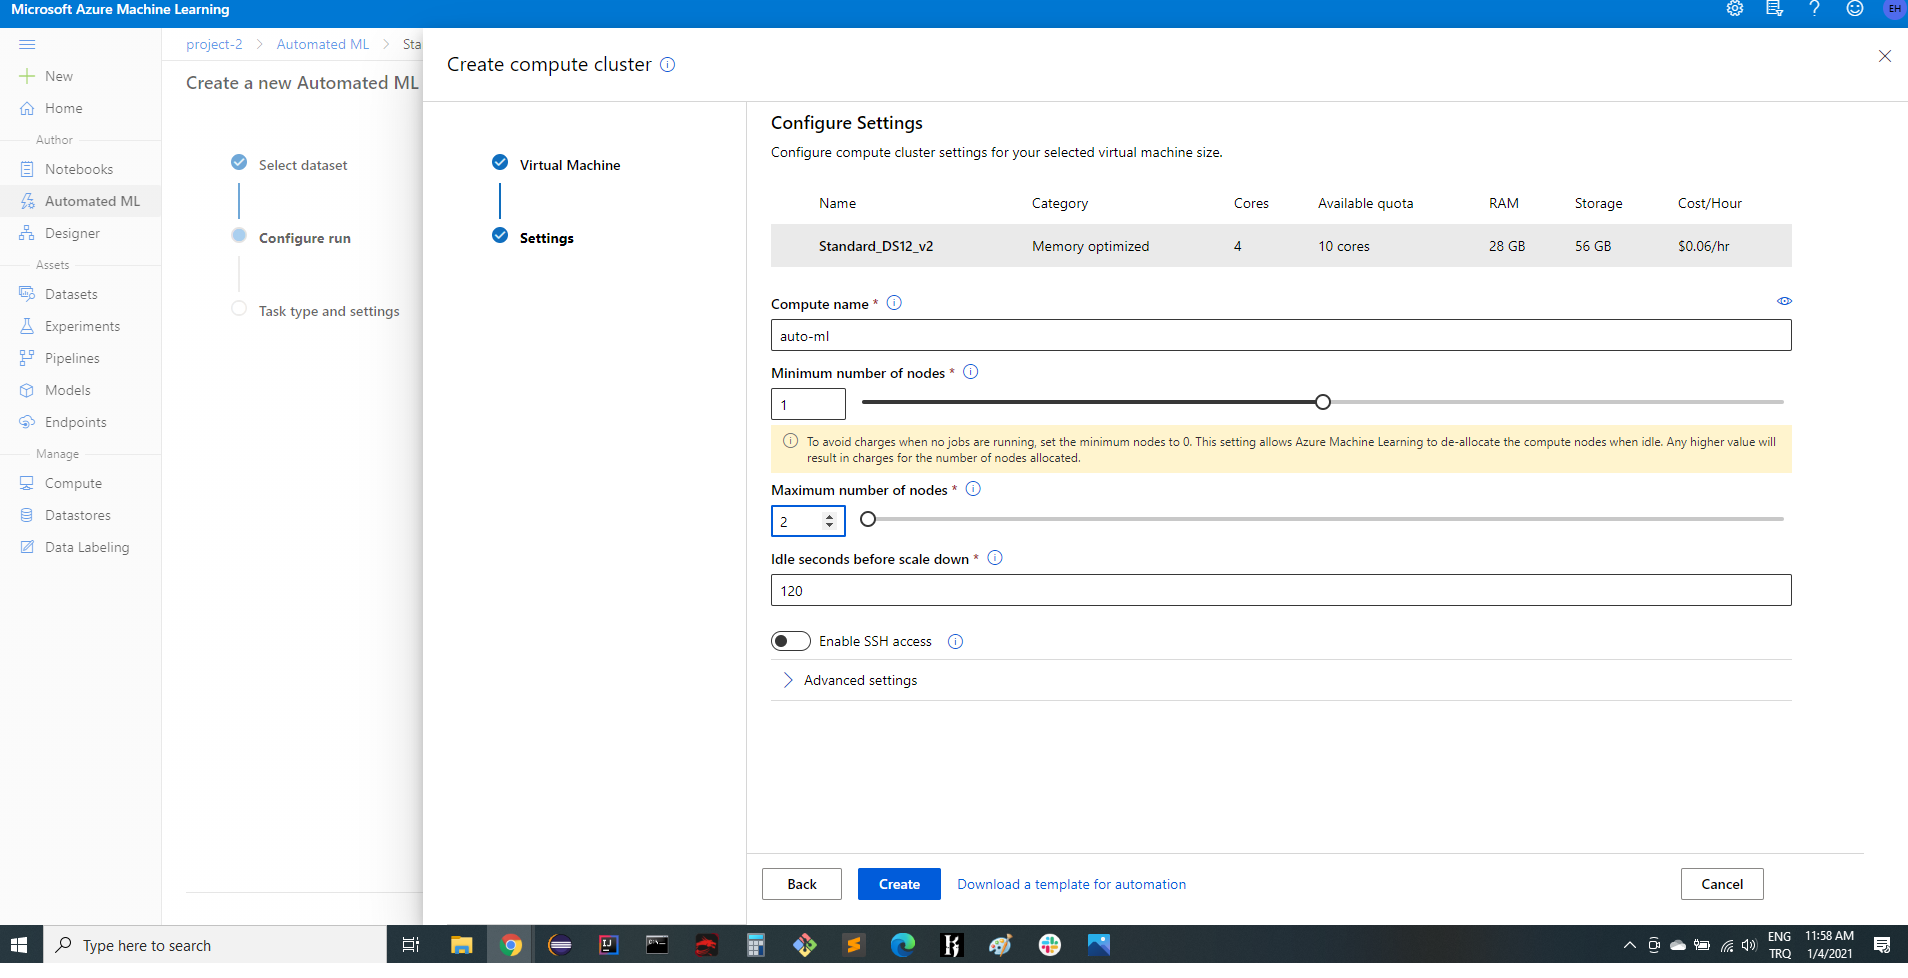 Microsoft Azure Machine Learning
EH
New
Home
Author
Notebooks
Automated ML
Designer
Assets
Datasets
Experiments
Pipelines
Models
Endpoints
Manage
Compute
Datastores
Data Labeling
project-2 > Automated ML > Sta
Create a new Automated ML
Select dataset
Configure run
Task type and settings
Create compute cluster
Virtual Machine
Settings
Configure Settings
Configure compute cluster settings for your selected virtual machine size.
Name Category Cores Available quota RAM Storage Cost/Hour
Standard_DS12_v2 Memory optimized 4 10 cores 28 GB 56 GB $0.06/hr
Compute name *
auto-ml
Minimum number of nodes *
1
To avoid charges when no jobs are running, set the minimum nodes to 0. This setting allows Azure Machine Learning to de-allocate the compute nodes when idle. Any higher value will
result in charges for the number of nodes allocated.
Maximum number of nodes *
2
Idle seconds before scale down *
120
Enable SSH access
Advanced settings
Back
Create
Download a template for automation
Cancel
Type here to search
ENG
TRQ
11:58 AM
1/4/2021